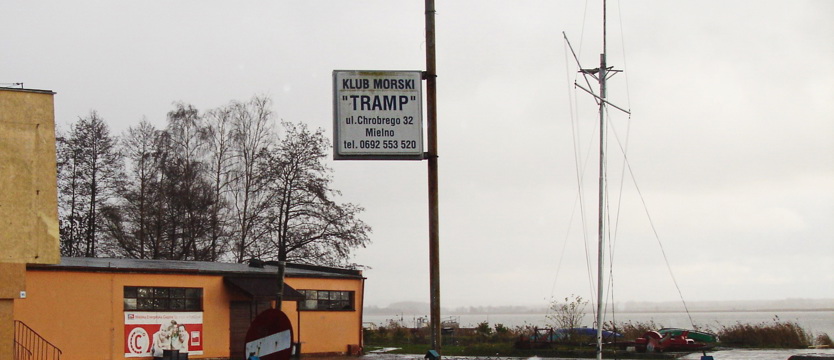 KLUB MORSKI
"TRAMP"
ul.Chrobrego 32
Mielno
tel. 0692 553 520